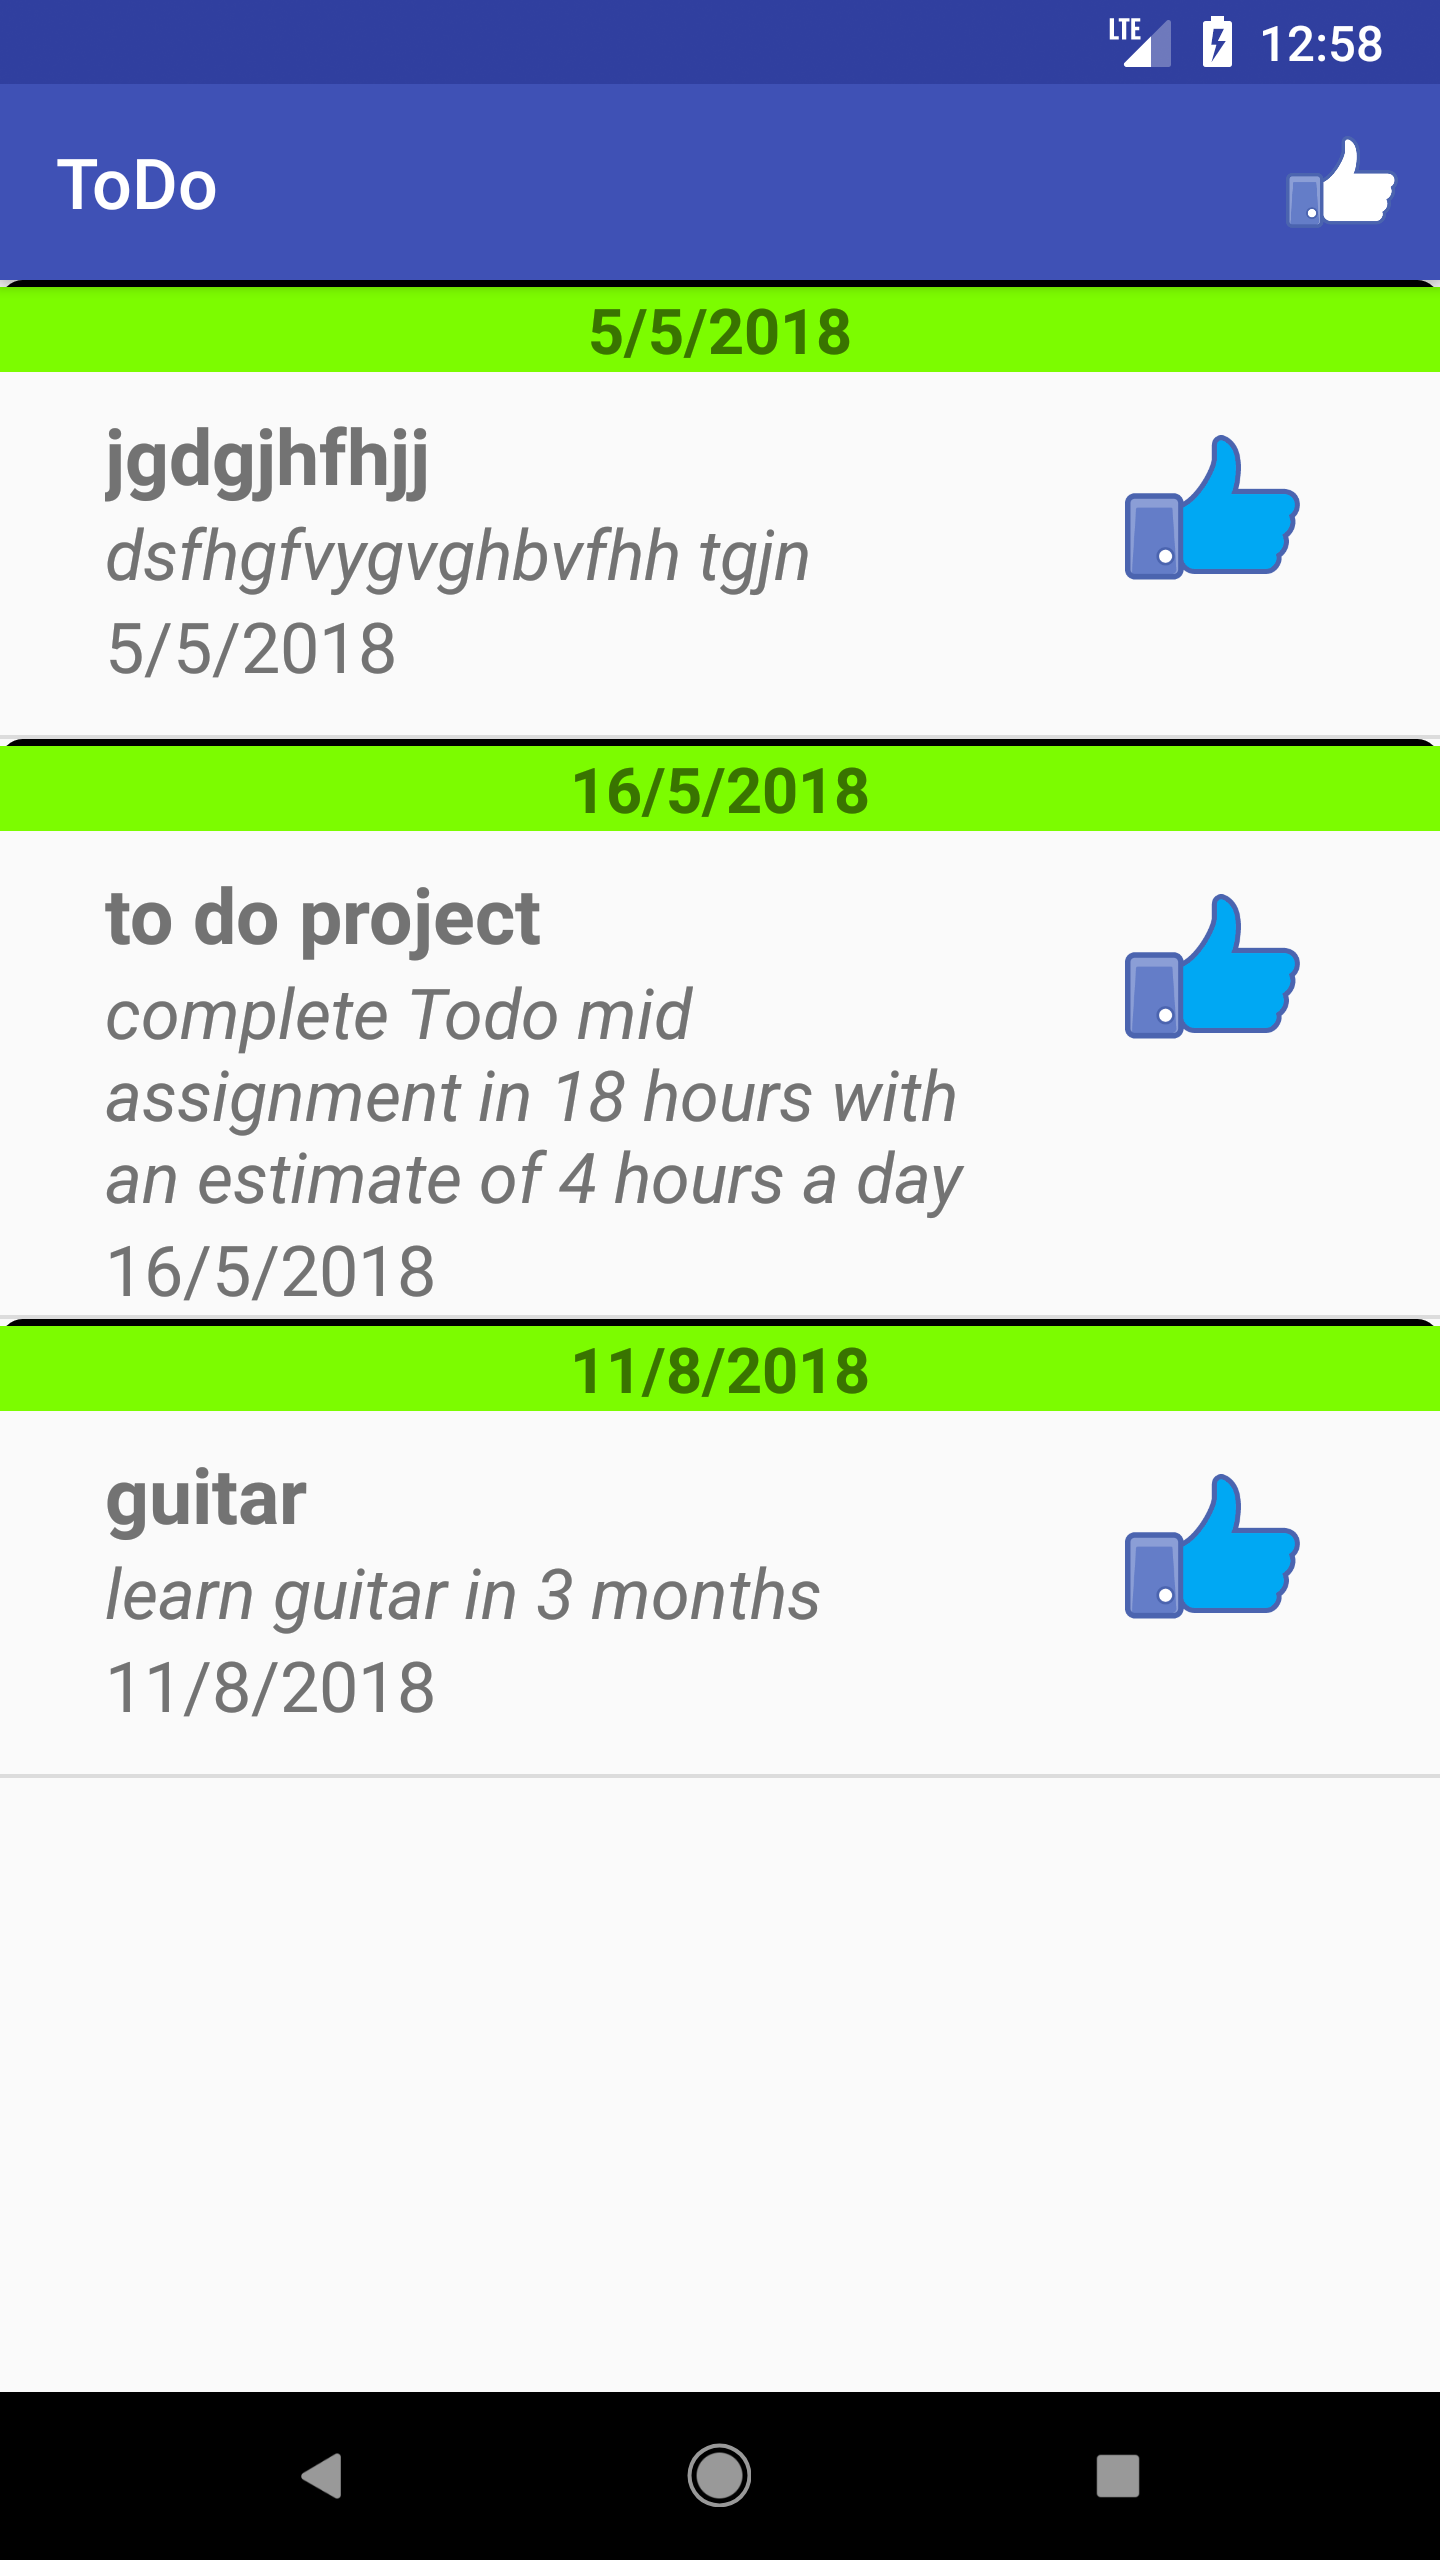 LTE 12:58
ToDo
5/5/2018
jgdgjhfhjj
dsfhgfvygvghbvfhh tgjn
5/5/2018
16/5/2018
to do project
complete Todo mid
assignment in 18 hours with
an estimate of 4 hours a day
16/5/2018
11/8/2018
guitar
learn guitar in 3 months
11/8/2018